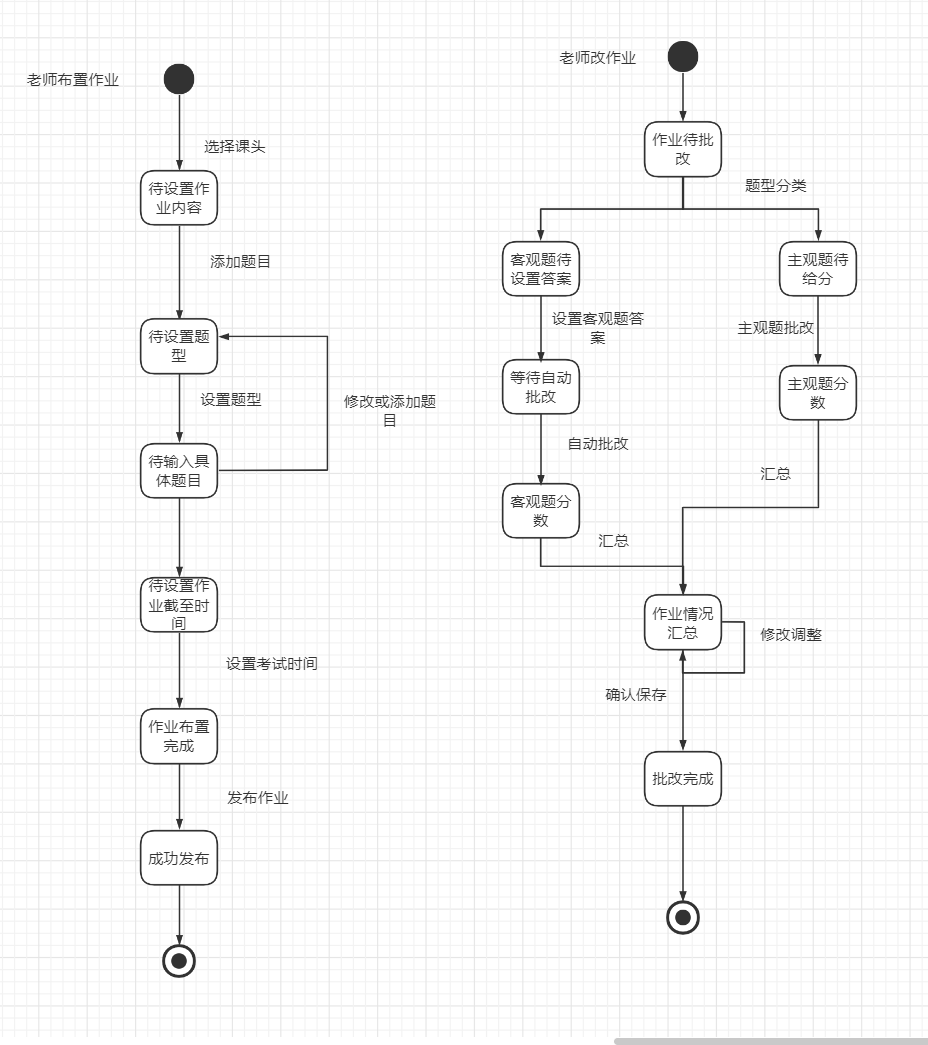 老师布置作业
选择课头
待设置作
业内容
添加题目
待设置题
型
设置题型
修改或添加题
目
待输入具
体题目
待设置作
业截至时
间
设置考试时间
作业布置
完成
发布作业
成功发布
老师改作业
作业待批
改
题型分类
客观题待
设置答案
主观题待
给分
设置客观题答
案
主观题批改
等待自动
批改
主观题分
数
自动批改
汇总
客观题分
数
汇总
作业情况
汇总
修改调整
确认保存
批改完成